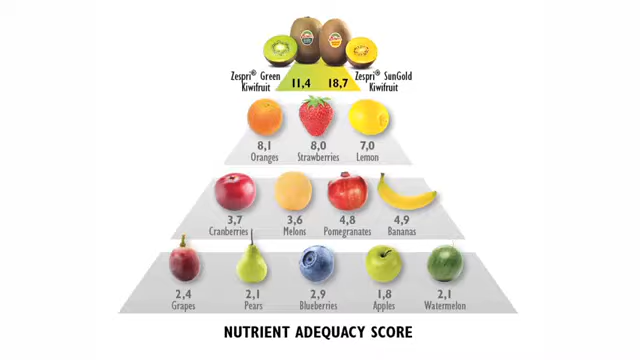 Zespri® Green
Kiwifruit
11,4
18,7
Zespri® SunGold
Kiwifruit
8,1
Oranges
8,0
Strawberries
7,0
Lemon
3,7
Cranberries
3,6
Melons
4,8
Pomegranates
4,9
Bananas
2,4
Grapes
2,1
Pears
2,9
Blueberries
1,8
Apples
2,1
Watermelon
NUTRIENT ADEQUACY SCORE